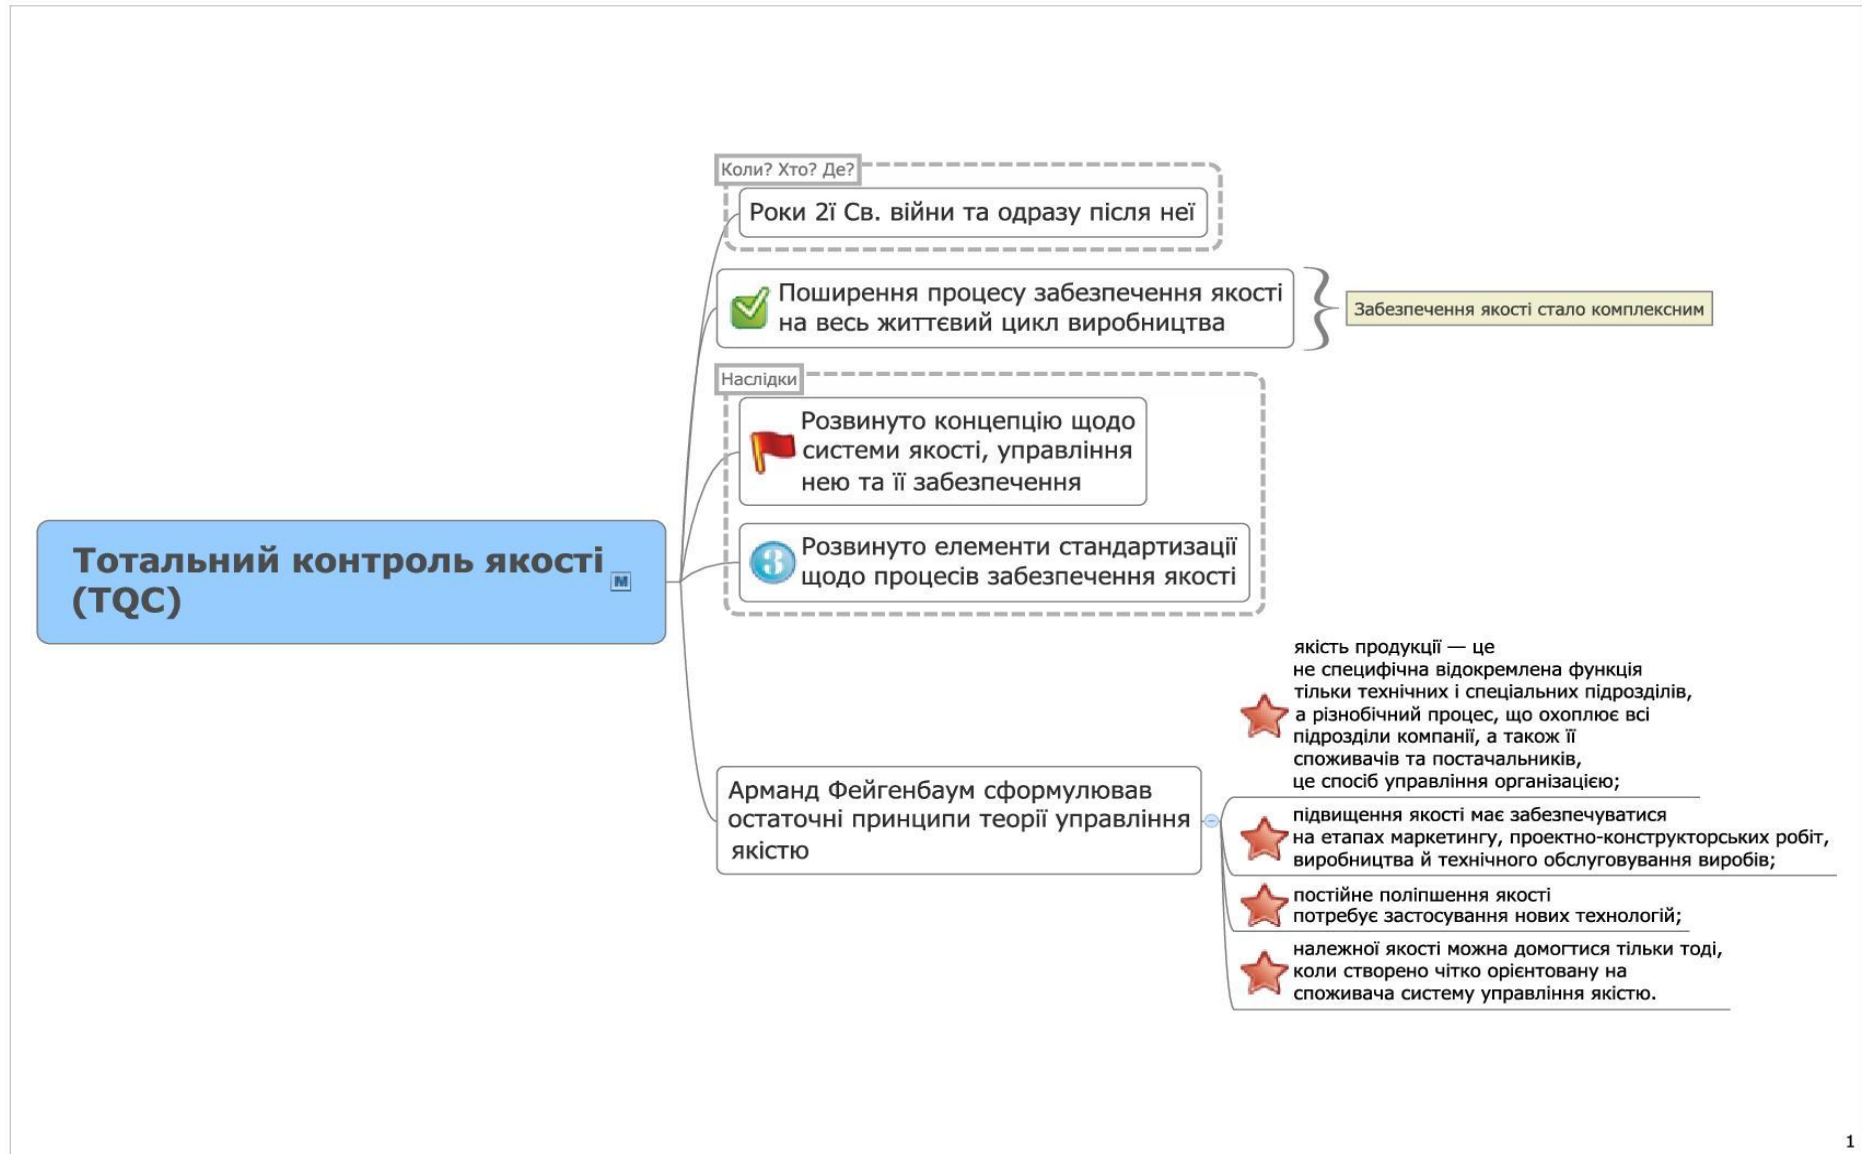 Коли? Хто? Де?
Роки 2ї Св. війни та одразу після неї
Поширення процесу забезпечення якості
на весь життєвий цикл виробництва
Забезпечення якості стало комплексним
Наслідки
Розвинуто концепцію щодо
системи якості, управління
нею та її забезпечення
3
Розвинуто елементи стандартизації
щодо процесів забезпечення якості
Тотальний контроль якості
(TQC)
M
Арманд Фейгенбаум сформулював
остаточні принципи теорії управління
якістю
якість продукції — це
не специфічна відокремлена функція
тільки технічних і спеціальних підрозділів,
а різнобічний процес, що охоплює всі
підрозділи компанії, а також її
споживачів та постачальників,
це спосіб управління організацією;
підвищення якості має забезпечуватися
на етапах маркетингу, проектно-конструкторських робіт,
виробництва й технічного обслуговування виробів;
постійне поліпшення якості
потребує застосування нових технологій;
належної якості можна домогтися тільки тоді,
коли створено чітко орієнтовану на
споживача систему управління якістю.
1